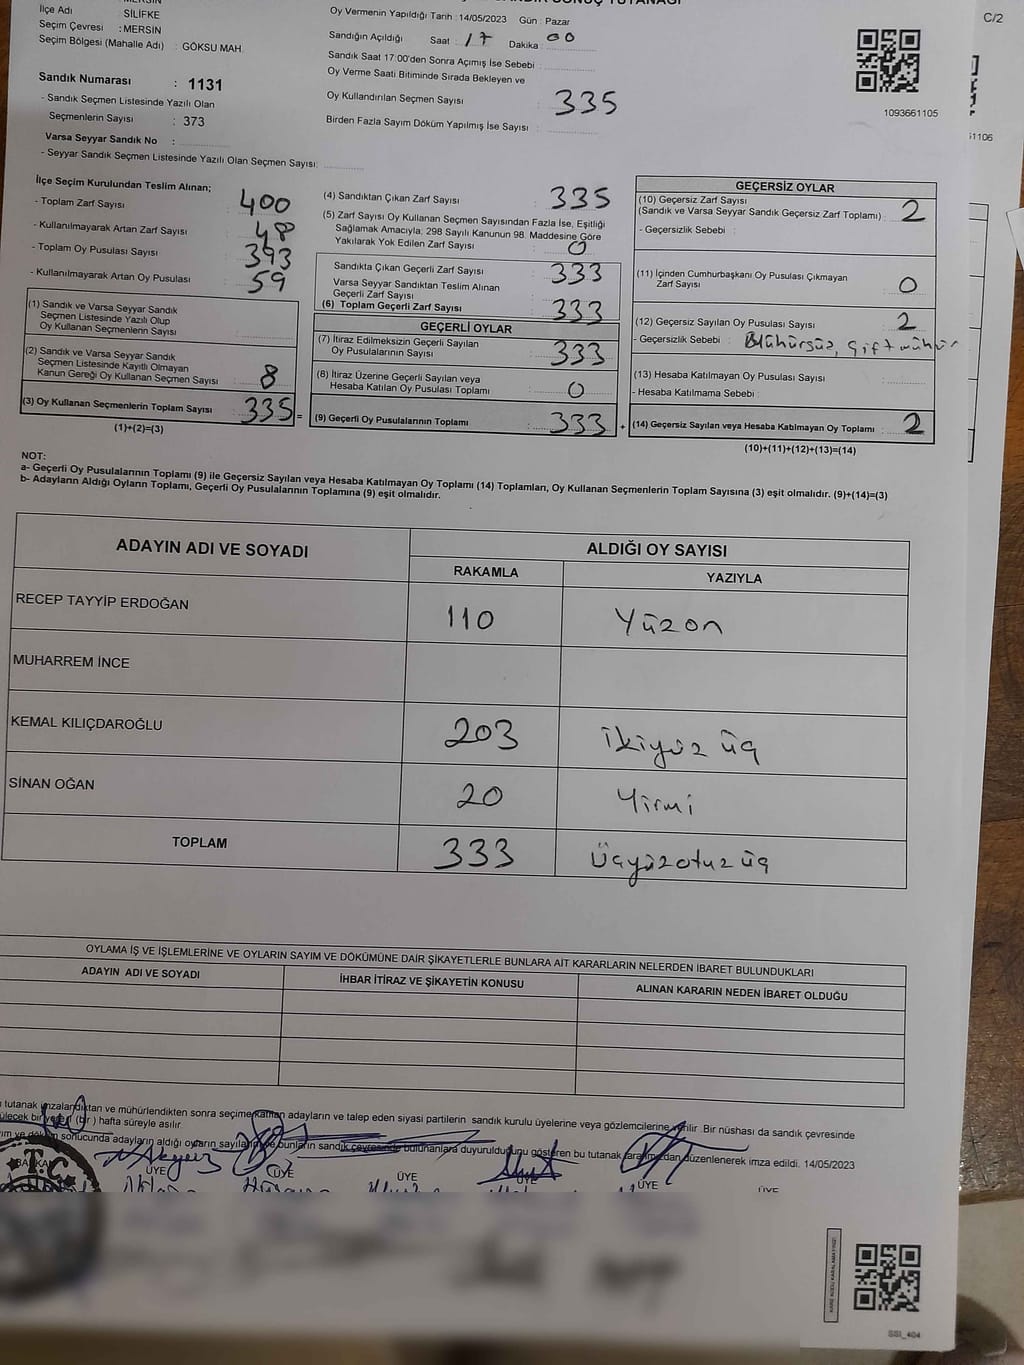 C/2
İlçe Adı : SİLİFKE
Seçim Çevresi : MERSİN
Seçim Bölgesi (Mahalle Adı) : GÖKSU MAH.
Sandık Numarası : 1131
- Sandık Seçmen Listesinde Yazılı Olan
Seçmenlerin Sayısı : 373
Varsa Seyyar Sandık No :
- Seyyar Sandık Seçmen Listesinde Yazılı Olan Seçmen Sayısı:
Oy Vermenin Yapıldığı Tarih : 14/05/2023 Gün : Pazar
Sandığın Açıldığı Saat : 17 Dakika : 00
Sandık Saat 17:00'den Sonra Açımış İse Sebebi :
Oy Verme Saati Bitiminde Sırada Bekleyen ve
Oy Kullandırılan Seçmen Sayısı : 335
Birden Fazla Sayım Döküm Yapılmış İse Sayısı :
1093661105
61106
İlçe Seçim Kurulundan Teslim Alınan;
- Toplam Zarf Sayısı : 400
- Kullanılmayarak Artan Zarf Sayısı : 48
- Toplam Oy Pusulası Sayısı : 393
- Kullanılmayarak Artan Oy Pusulası : 59
(1) Sandık ve Varsa Seyyar Sandık
Seçmen Listesinde Yazılı Olup
Oy Kullanan Seçmenlerin Sayısı :
(2) Sandık ve Varsa Seyyar Sandık
Seçmen Listesinde Kayıtlı Olmayan
Kanun Gereği Oy Kullanan Seçmen Sayısı : 8
(3) Oy Kullanan Seçmenlerin Toplam Sayısı : 335 =
(1)+(2)=(3)
(4) Sandıktan Çıkan Zarf Sayısı : 335
(5) Zarf Sayısı Oy Kullanan Seçmen Sayısından Fazla İse, Eşitliği
Sağlamak Amacıyla; 298 Sayılı Kanunun 98. Maddesine Göre
Yakılarak Yok Edilen Zarf Sayısı : 0
Sandıkta Çıkan Geçerli Zarf Sayısı : 333
Varsa Seyyar Sandıktan Teslim Alınan
Geçerli Zarf Sayısı :
(6) Toplam Geçerli Zarf Sayısı : 333
GEÇERLİ OYLAR
(7) İtiraz Edilmeksizin Geçerli Sayılan
Oy Pusulalarının Sayısı : 333
(8) İtiraz Üzerine Geçerli Sayılan veya
Hesaba Katılan Oy Pusulası Toplamı : 0
(9) Geçerli Oy Pusulalarının Toplamı : 333 +
GEÇERSİZ OYLAR
(10) Geçersiz Zarf Sayısı
(Sandık ve Varsa Seyyar Sandık Geçersiz Zarf Toplamı) : 2
- Geçersizlik Sebebi :
(11) İçinden Cumhurbaşkanı Oy Pusulası Çıkmayan
Zarf Sayısı : 0
(12) Geçersiz Sayılan Oy Pusulası Sayısı : 2
- Geçersizlik Sebebi : Mühürsüz, Çift mühür
(13) Hesaba Katılmayan Oy Pusulası Sayısı :
- Hesaba Katılmama Sebebi :
(14) Geçersiz Sayılan veya Hesaba Katılmayan Oy Toplamı : 2
(10)+(11)+(12)+(13)=(14)
NOT:
a- Geçerli Oy Pusulalarının Toplamı (9) ile Geçersiz Sayılan veya Hesaba Katılmayan Oy Toplamı (14) Toplamları, Oy Kullanan Seçmenlerin Toplam Sayısına (3) eşit olmalıdır. (9)+(14)=(3)
b- Adayların Aldığı Oyların Toplamı, Geçerli Oy Pusulalarının Toplamına (9) eşit olmalıdır.
ADAYIN ADI VE SOYADI ALDIĞI OY SAYISI
RAKAMLA YAZIYLA
RECEP TAYYİP ERDOĞAN 110 Yüzon
MUHARREM İNCE
KEMAL KILIÇDAROĞLU 203 ikiyüz üç
SİNAN OĞAN 20 Yirmi
TOPLAM 333 Üçyüzotuz üç
OYLAMA İŞ VE İŞLEMLERİNE VE OYLARIN SAYIM VE DÖKÜMÜNE DAİR ŞİKAYETLERLE BUNLARA AİT KARARLARIN NELERDEN İBARET BULUNDUKLARI
ADAYIN ADI VE SOYADI İHBAR İTİRAZ VE ŞİKAYETİN KONUSU ALINAN KARARIN NEDEN İBARET OLDUĞU
tutanak imzalandıktan ve mühürlendikten sonra seçime katılan adayların ve talep eden siyasi partilerin sandık kurulu üyelerine veya gözlemcilerine verilir. Bir nüshası da sandık çevresinde
bir yere (bir) hafta süreyle asılır.
sonucunda adayların aldığı oyların sayıları ve bunların sandık çevresinde bulunanlara duyurulduğunu gösteren bu tutanak tarafımızdan düzenlenerek imza edildi. 14/05/2023
T.C.
ÜYE ÜYE ÜYE ÜYE ÜYE ÜYE
KARE KODU KARALAMAYINIZ!
SSI_404